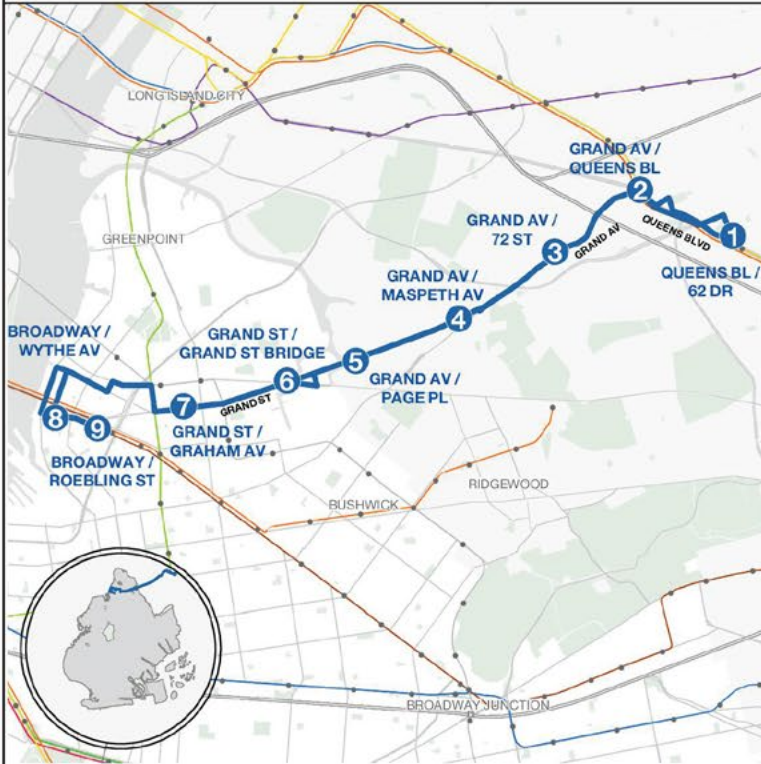 LONG ISLAND CITY
GRAND AV /
QUEENS BL
2
GRAND AV /
72 ST
QUEENS BLVD
1
GREENPOINT
3
GRAND AV
QUEENS BL /
62 DR
GRAND AV /
MASPETH AV
4
BROADWAY /
WYTHE AV
GRAND ST /
GRAND ST BRIDGE
5
6
GRAND AV /
PAGE PL
7
GRAND ST
8
9
GRAND ST /
GRAHAM AV
BROADWAY /
ROEBLING ST
RIDGEWOOD
BUSHWICK
BROADWAY JUNCTION